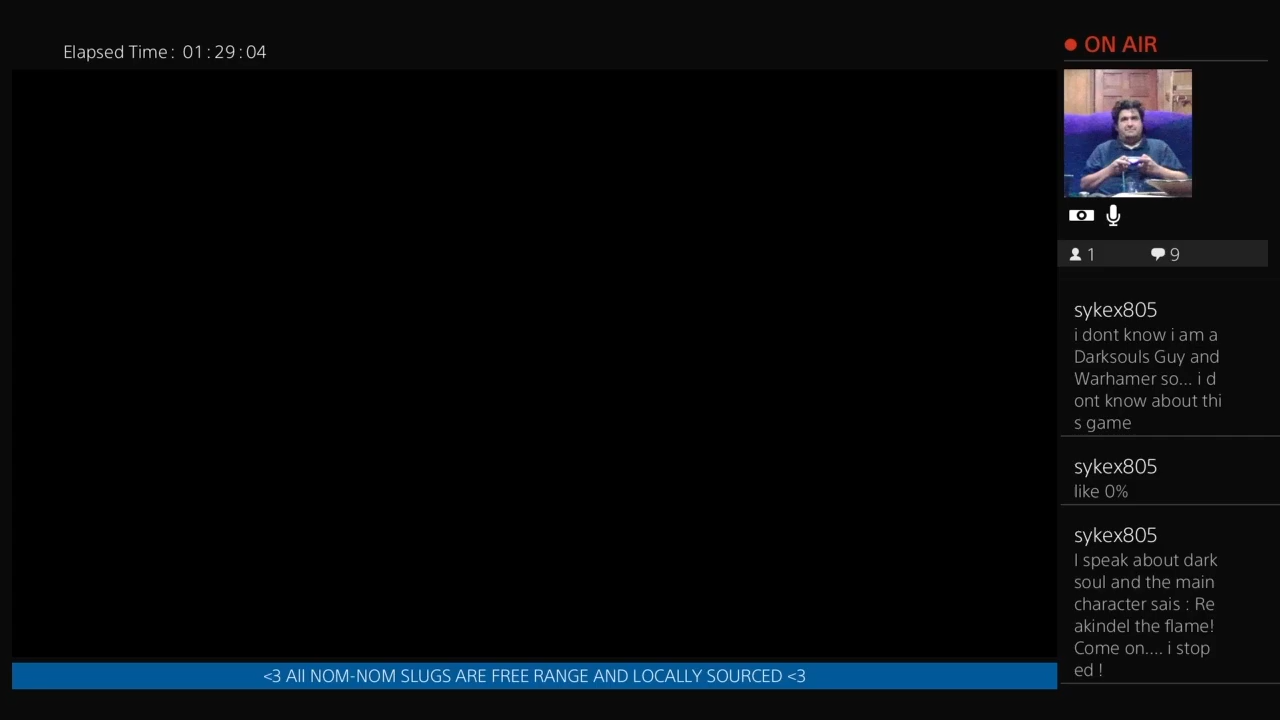 Elapsed Time: 01:29:04
ON AIR
1 9
sykex805
i dont know i am a
Darksouls Guy and
Warhamer so... i d
ont know about thi
s game
sykex805
like 0%
sykex805
I speak about dark
soul and the main
character sais : Re
akindel the flame!
Come on.... i stop
ed !
<3 All NOM-NOM SLUGS ARE FREE RANGE AND LOCALLY SOURCED <3